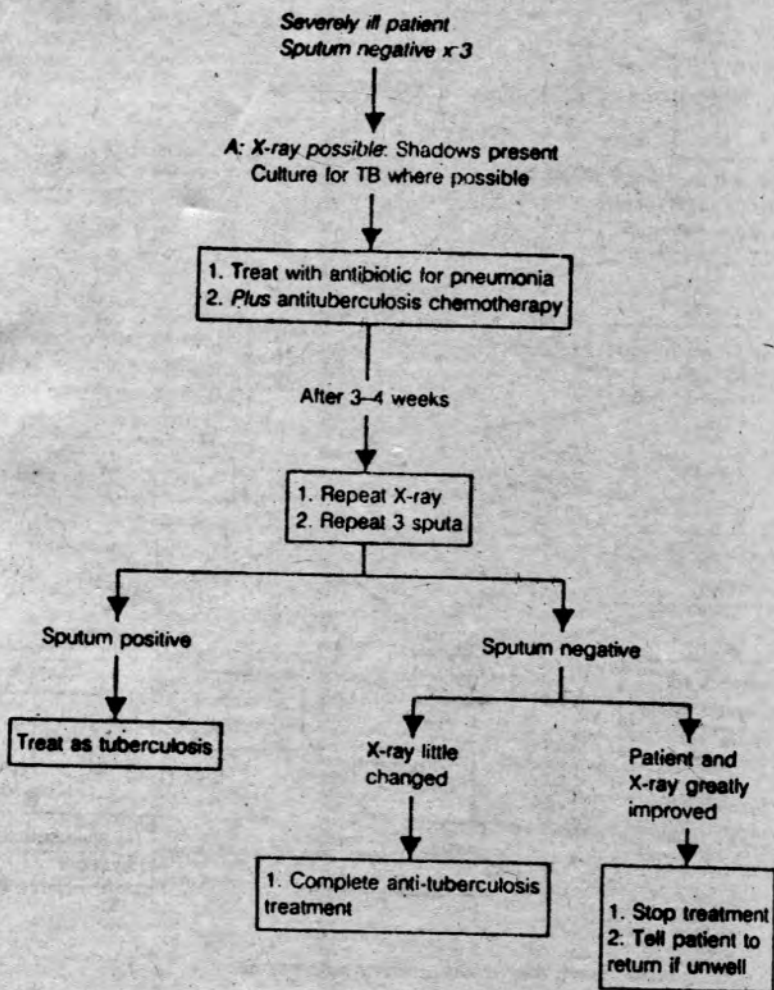 Severely ill patient
Sputum negative x 3
A: X-ray possible: Shadows present
Culture for TB where possible
1. Treat with antibiotic for pneumonia
2. Plus antituberculosis chemotherapy
After 3–4 weeks
1. Repeat X-ray
2. Repeat 3 sputa
Sputum positive
Sputum negative
Treat as tuberculosis
X-ray little
changed
Patient and
X-ray greatly
improved
1. Complete anti-tuberculosis
treatment
1. Stop treatment
2. Tell patient to
return if unwell